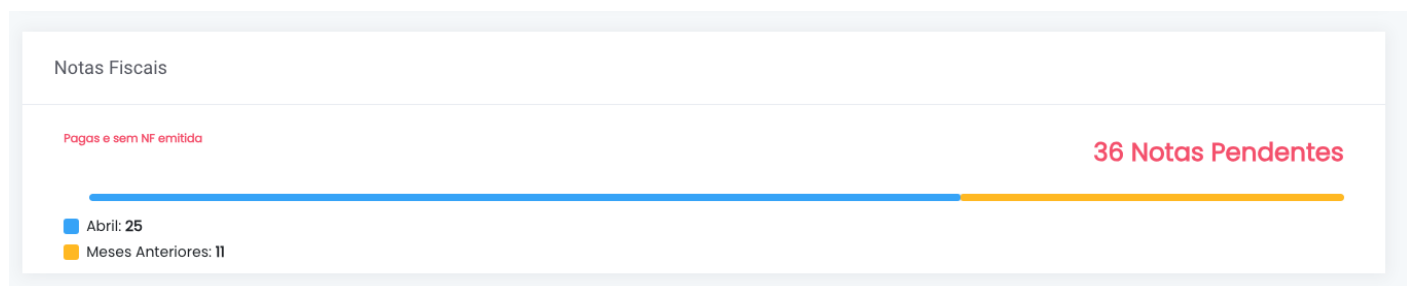 Notas Fiscais
Pagas e sem NF emitida
36 Notas Pendentes
Abril: 25
Meses Anteriores: 11